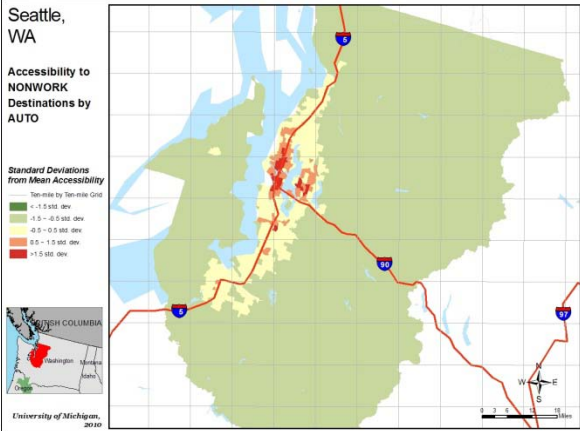 Seattle,
WA
Accessibility to
NONWORK
Destinations by
AUTO
Standard Deviations
from Mean Accessibility
Ten-mile by Ten-mile Grid
< -1.5 std. dev.
-1.5 - -0.5 std. dev.
-0.5 - 0.5 std. dev.
0.5 - 1.5 std. dev.
>1.5 std. dev.
BRITISH COLUMBIA
Washington
Montana
Oregon
Idaho
University of Michigan,
2010
5
90
5
97
N
W E
S
Miles